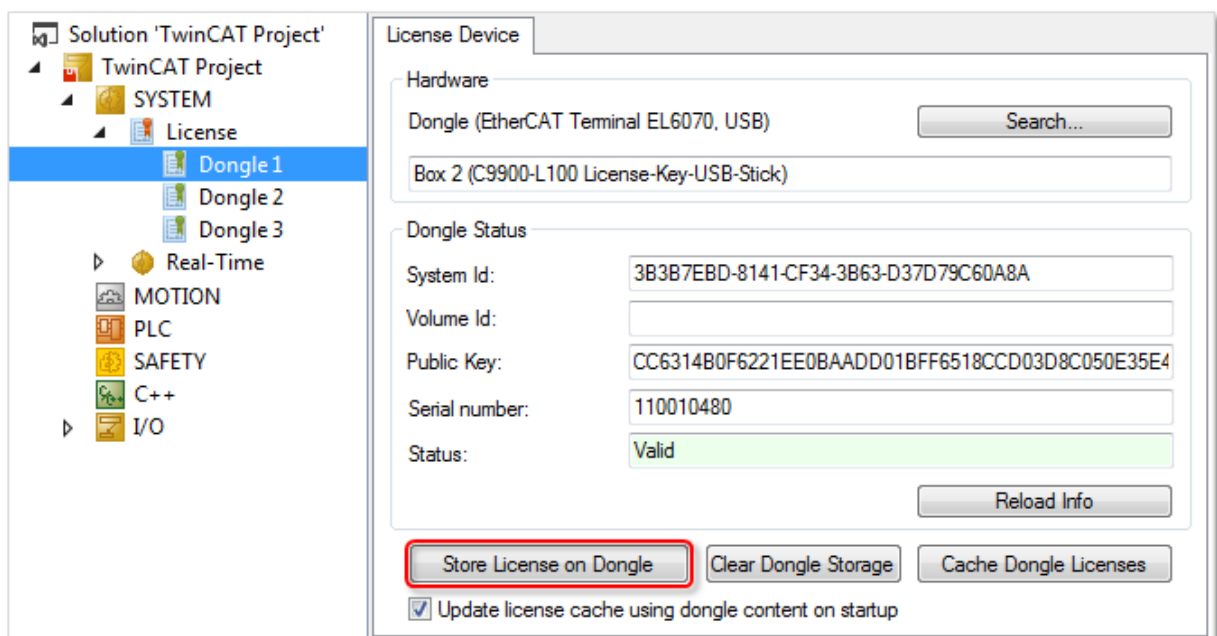 Solution 'TwinCAT Project'
TwinCAT Project
SYSTEM
License
Dongle 1
Dongle 2
Dongle 3
Real-Time
MOTION
PLC
SAFETY
C++
I/O
License Device
Hardware
Dongle (EtherCAT Terminal EL6070, USB)
Search...
Box 2 (C9900-L100 License-Key-USB-Stick)
Dongle Status
System Id:
3B3B7EBD-8141-CF34-3B63-D37D79C60A8A
Volume Id:
Public Key:
CC6314B0F6221EE0BAADD01BFF6518CCD03D8C050E35E4
Serial number:
110010480
Status:
Valid
Reload Info
Store License on Dongle
Clear Dongle Storage
Cache Dongle Licenses
Update license cache using dongle content on startup